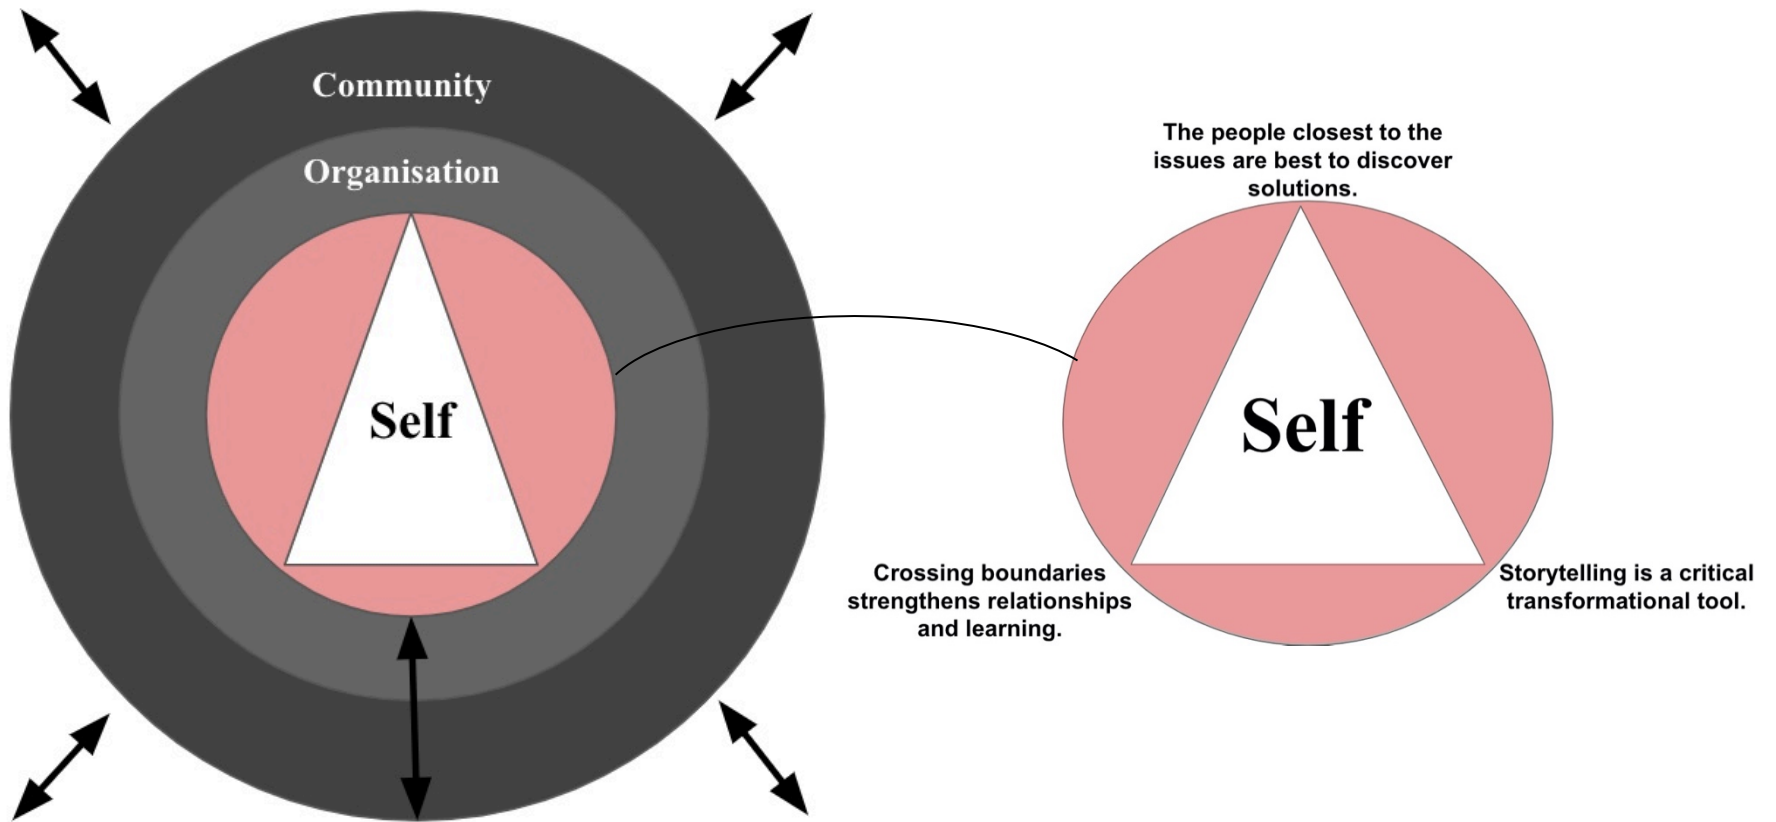 Community
Organisation
Self
The people closest to the
issues are best to discover
solutions.
Self
Crossing boundaries
strengthens relationships
and learning.
Storytelling is a critical
transformational tool.